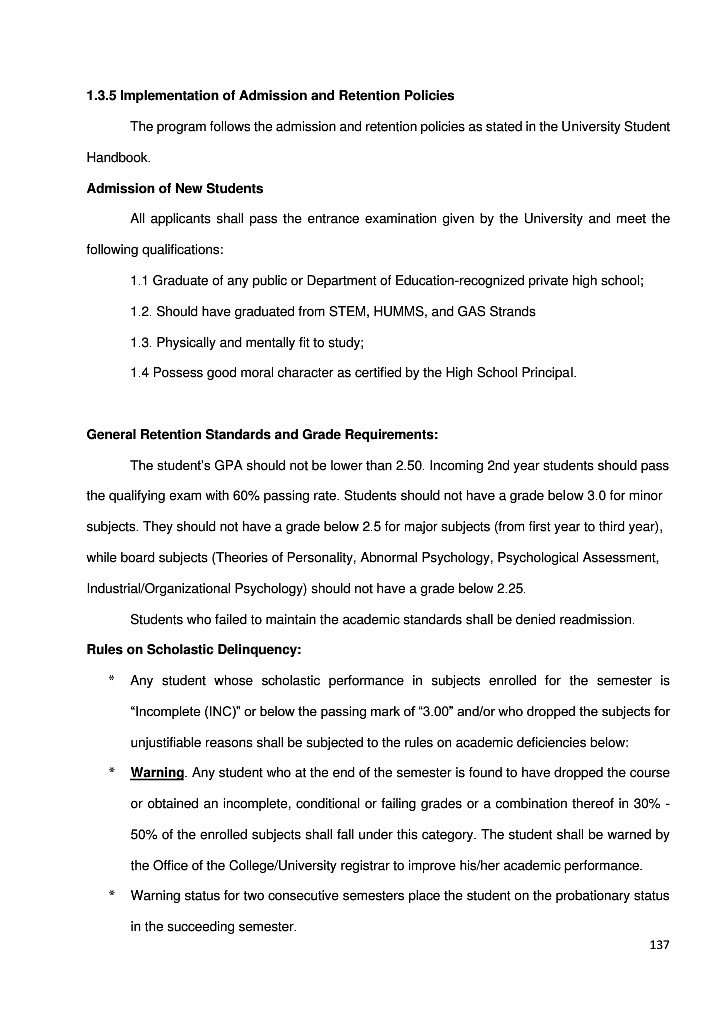 1.3.5 Implementation of Admission and Retention Policies
The program follows the admission and retention policies as stated in the University Student
Handbook.
Admission of New Students
All applicants shall pass the entrance examination given by the University and meet the
following qualifications:
1.1 Graduate of any public or Department of Education-recognized private high school;
1.2. Should have graduated from STEM, HUMMS, and GAS Strands
1.3. Physically and mentally fit to study;
1.4 Possess good moral character as certified by the High School Principal.
General Retention Standards and Grade Requirements:
The student’s GPA should not be lower than 2.50. Incoming 2nd year students should pass
the qualifying exam with 60% passing rate. Students should not have a grade below 3.0 for minor
subjects. They should not have a grade below 2.5 for major subjects (from first year to third year),
while board subjects (Theories of Personality, Abnormal Psychology, Psychological Assessment,
Industrial/Organizational Psychology) should not have a grade below 2.25.
Students who failed to maintain the academic standards shall be denied readmission.
Rules on Scholastic Delinquency:
* Any student whose scholastic performance in subjects enrolled for the semester is
“Incomplete (INC)” or below the passing mark of “3.00” and/or who dropped the subjects for
unjustifiable reasons shall be subjected to the rules on academic deficiencies below:
* Warning. Any student who at the end of the semester is found to have dropped the course
or obtained an incomplete, conditional or failing grades or a combination thereof in 30% -
50% of the enrolled subjects shall fall under this category. The student shall be warned by
the Office of the College/University registrar to improve his/her academic performance.
* Warning status for two consecutive semesters place the student on the probationary status
in the succeeding semester.
137